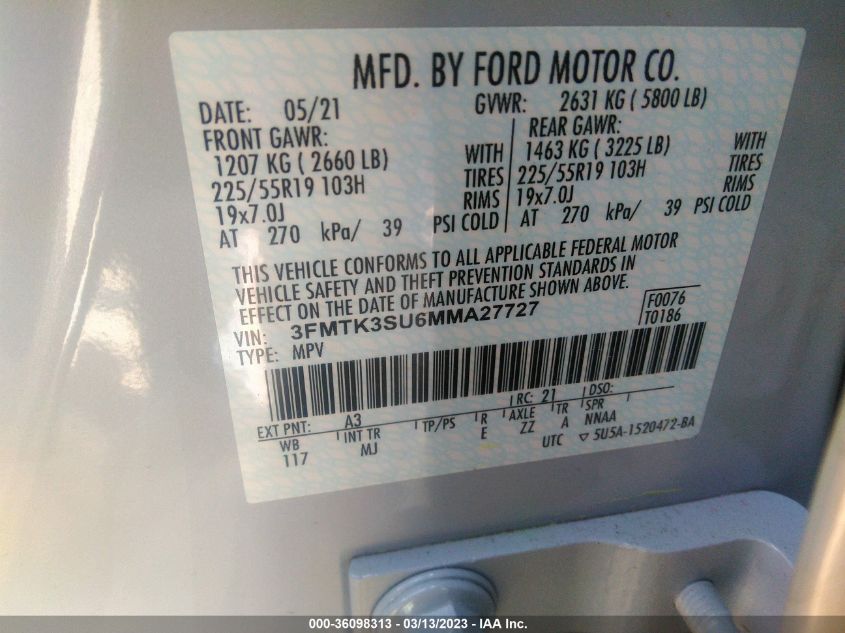 MFD. BY FORD MOTOR CO.
DATE: 05/21 GVWR: 2631 KG ( 5800 LB)
FRONT GAWR: REAR GAWR:
1207 KG ( 2660 LB) WITH 1463 KG ( 3225 LB) WITH
225/55R19 103H TIRES 225/55R19 103H TIRES
19x7.0J RIMS 19x7.0J RIMS
AT 270 kPa/ 39 PSI COLD AT 270 kPa/ 39 PSI COLD
THIS VEHICLE CONFORMS TO ALL APPLICABLE FEDERAL MOTOR
VEHICLE SAFETY AND THEFT PREVENTION STANDARDS IN
EFFECT ON THE DATE OF MANUFACTURE SHOWN ABOVE.
VIN: 3FMTK3SU6MMA27727 F0076
TYPE: MPV T0186
EXT PNT: A3 RC: 21 DSO:
WB INT TR TP/PS R AXLE TR SPR
117 MJ E ZZ A NNAA
UTC ▽ 5U5A-1520472-BA
000-36098313 - 03/13/2023 - IAA Inc.